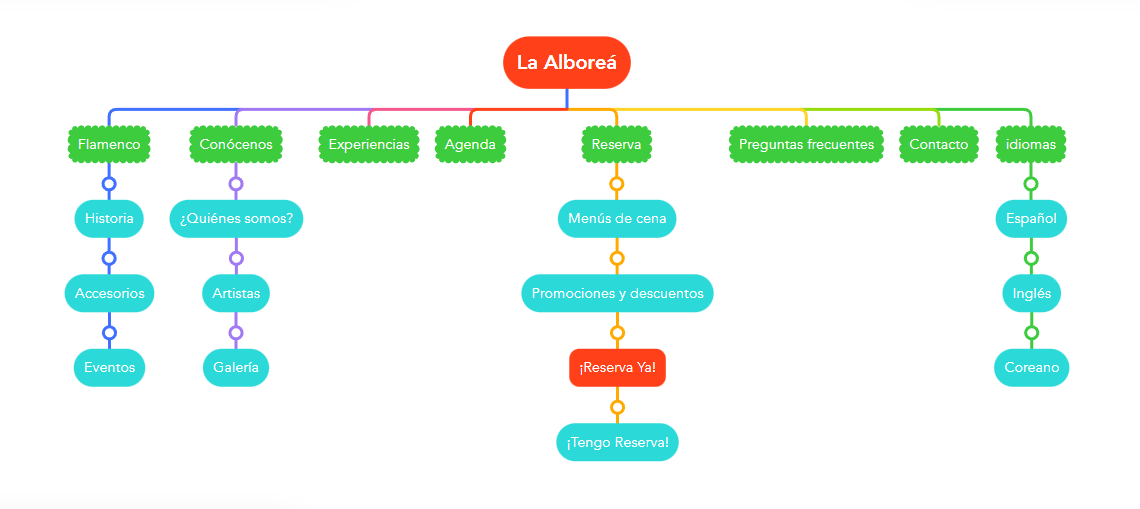 La Alboreá
Flamenco
Conócenos
Experiencias
Agenda
Reserva
Preguntas frecuentes
Contacto
idiomas
Historia
¿Quiénes somos?
Menús de cena
Español
Accesorios
Artistas
Promociones y descuentos
Inglés
Eventos
Galería
¡Reserva Ya!
Coreano
¡Tengo Reserva!